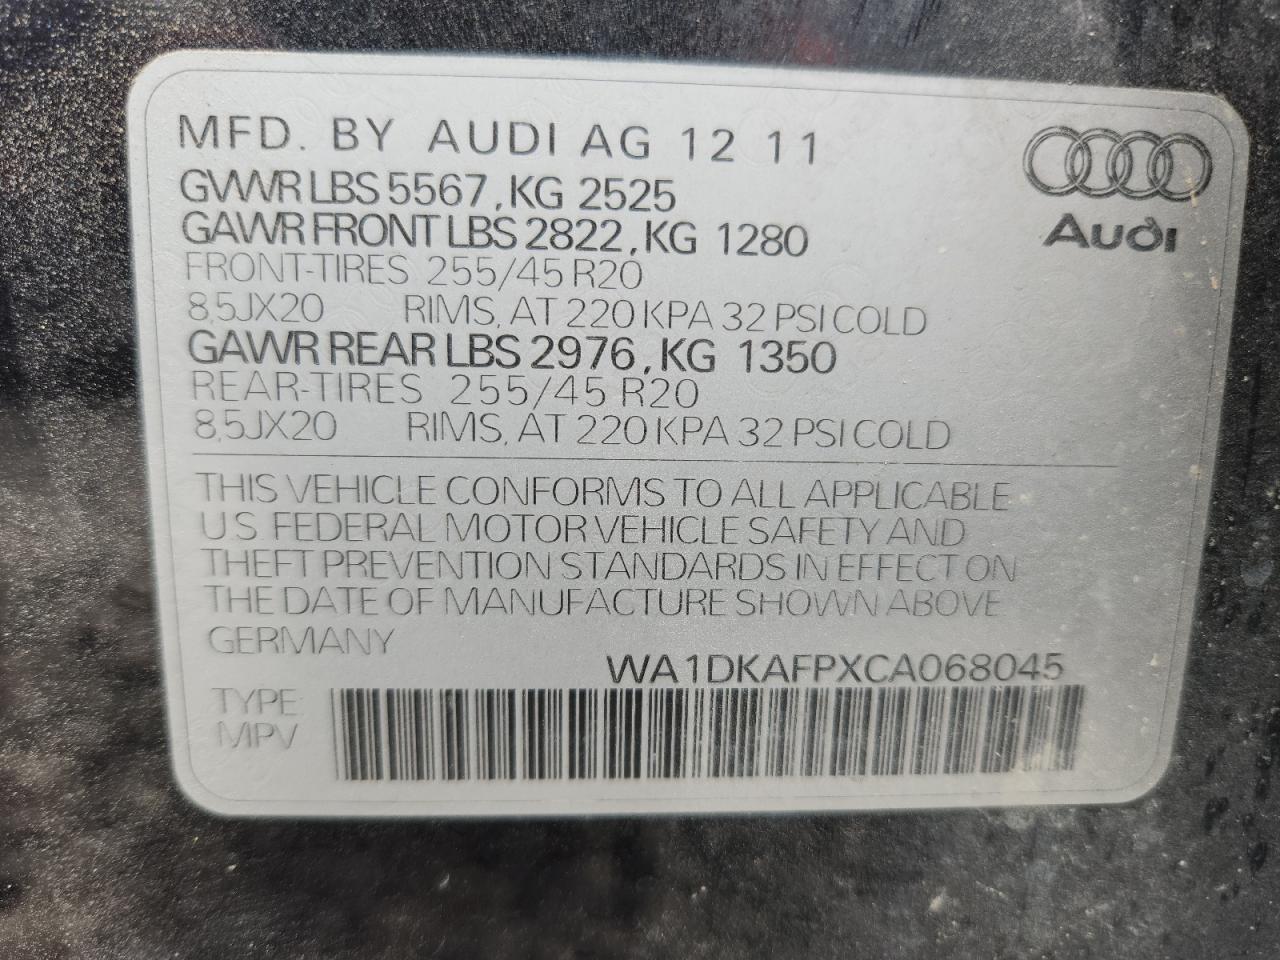 MFD. BY AUDI AG 12 11
GVWR LBS 5567, KG 2525
GAWR FRONT LBS 2822, KG 1280
FRONT-TIRES 255/45 R20
8,5JX20 RIMS, AT 220 KPA 32 PSI COLD
GAWR REAR LBS 2976, KG 1350
REAR-TIRES 255/45 R20
8,5JX20 RIMS, AT 220 KPA 32 PSI COLD
Audi
THIS VEHICLE CONFORMS TO ALL APPLICABLE
U.S. FEDERAL MOTOR VEHICLE SAFETY AND
THEFT PREVENTION STANDARDS IN EFFECT ON
THE DATE OF MANUFACTURE SHOWN ABOVE
GERMANY
WA1DKAFPXCA068045
TYPE:
MPV